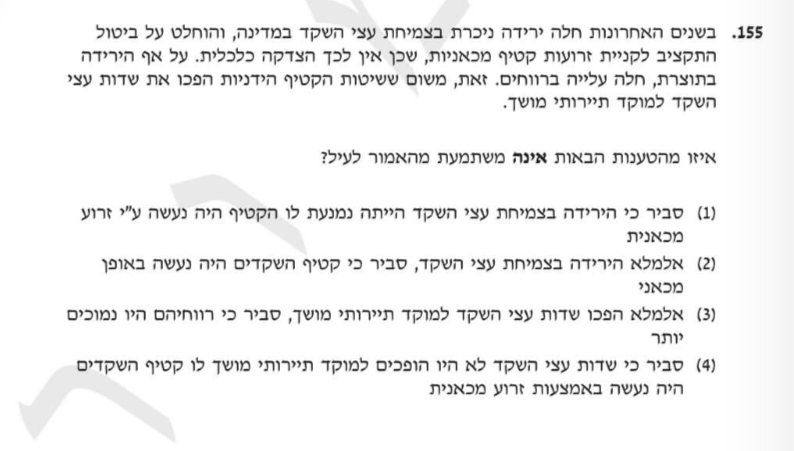 155. בשנים האחרונות חלה ירידה ניכרת בצמיחת עצי השקד במדינה, והוחלט על ביטול
התקציב לקניית זרועות קטיף מכאניות, שכן אין לכך הצדקה כלכלית. על אף הירידה
בתוצרת, חלה עלייה ברווחים. זאת, משום ששיטות הקטיף הידניות הפכו את שדות עצי
השקד למוקד תיירותי מושך.
איזו מהטענות הבאות אינה משתמעת מהאמור לעיל?
(1) סביר כי הירידה בצמיחת עצי השקד הייתה נמנעת לו הקטיף היה נעשה ע"י זרוע
מכאנית
(2) אלמלא הירידה בצמיחת עצי השקד, סביר כי קטיף השקדים היה נעשה באופן
מכאני
(3) אלמלא הפכו שדות עצי השקד למוקד תיירותי מושך, סביר כי רווחיהם היו נמוכים
יותר
(4) סביר כי שדות עצי השקד לא היו הופכים למוקד תיירותי מושך לו קטיף השקדים
היה נעשה באמצעות זרוע מכאנית